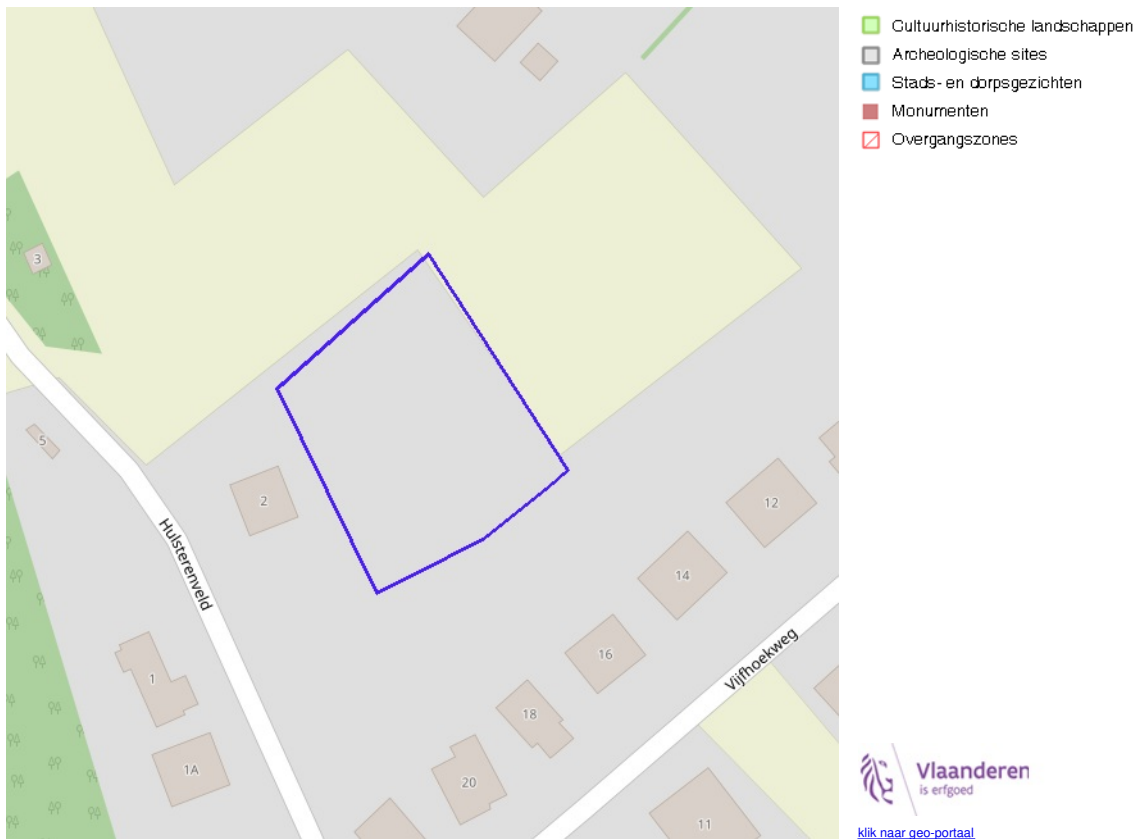 Cultuurhistorische landschappen
Archeologische sites
Stads- en dorpsgezichten
Monumenten
Overgangszones
3
5
2
Hulsterenveld
12
14
16
Vijfhoekweg
1
18
1A
20
11
Vlaanderen
is erfgoed
klik naar geo-portaal